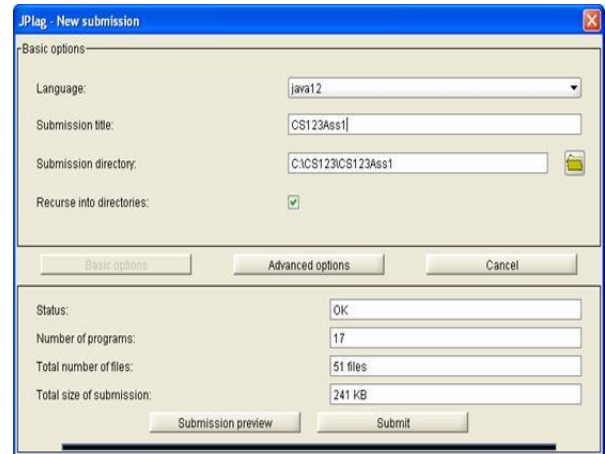 JPlag - New submission
Basic options
Language: java12
Submission title: CS123Ass1
Submission directory: C:\CS123\CS123Ass1
Recurse into directories:
Basic options Advanced options Cancel
Status: OK
Number of programs: 17
Total number of files: 51 files
Total size of submission: 241 KB
Submission preview Submit